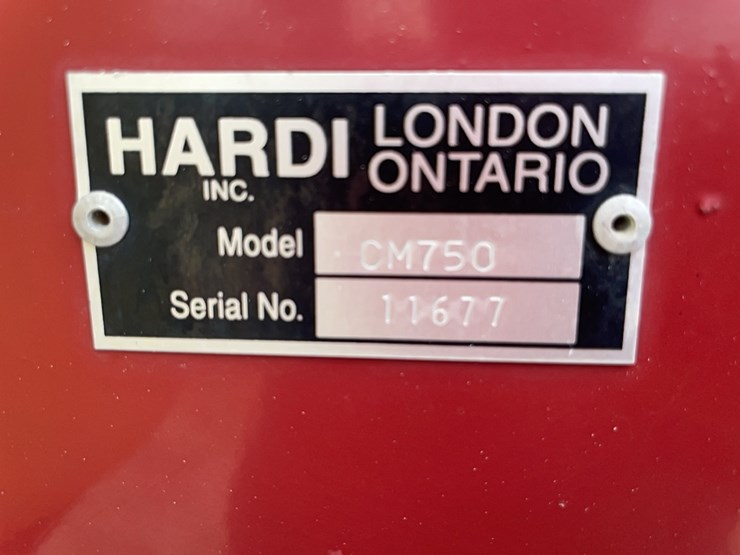 HARDI LONDON
INC. ONTARIO
Model CM750
Serial No. 11677